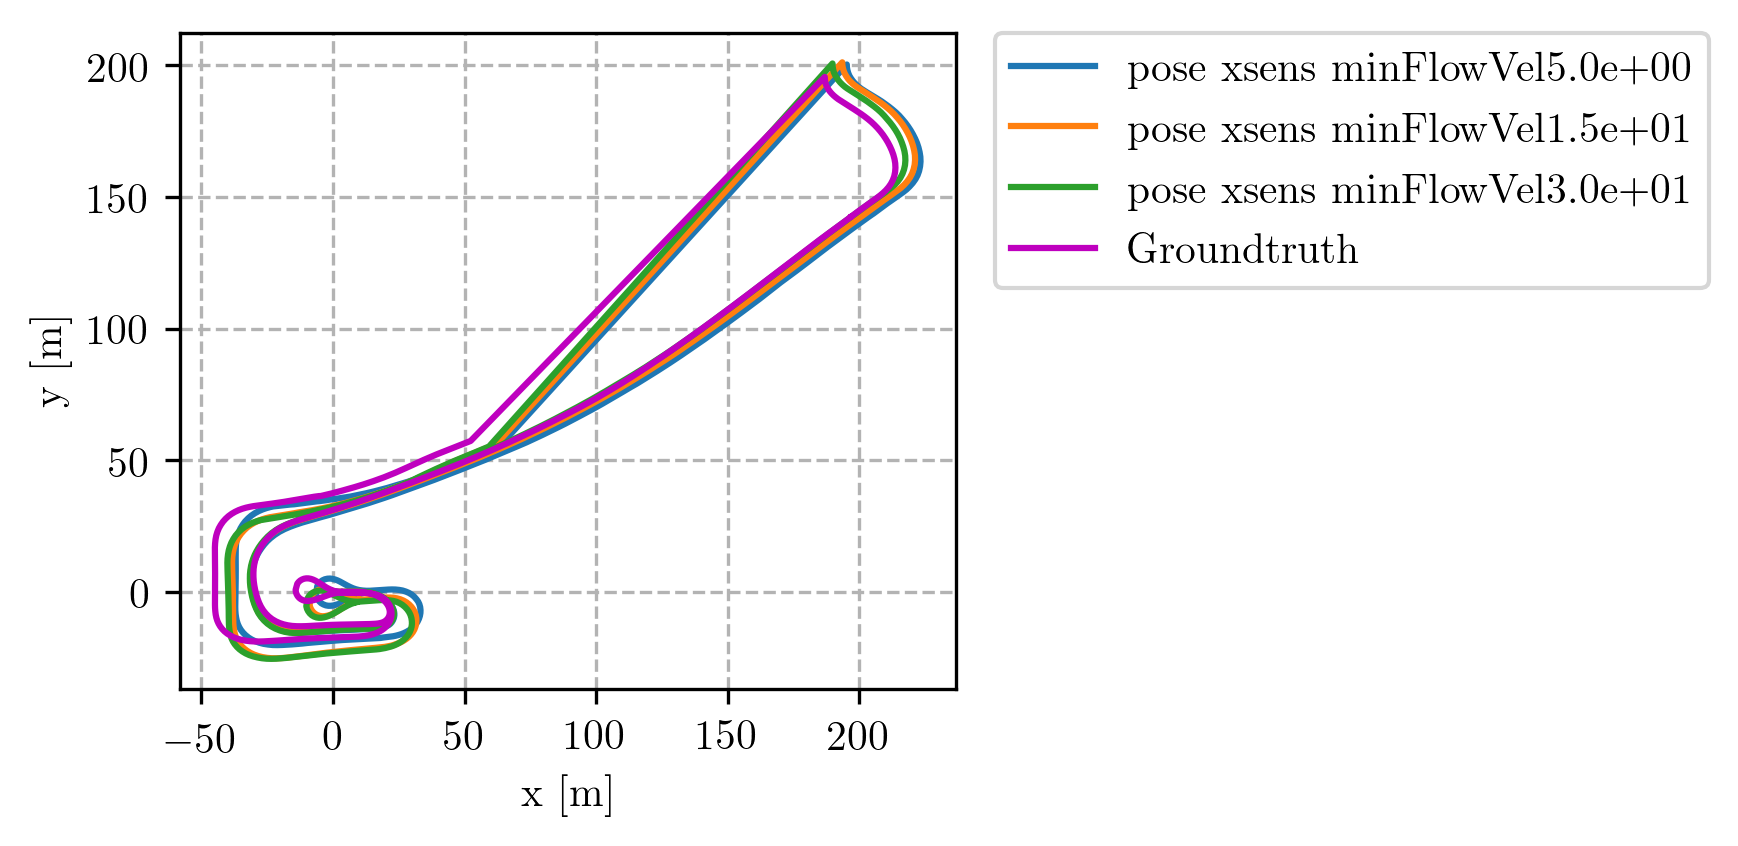 200
150
100
50
0
y [m]
−50
0
50
100
150
200
x [m]
pose xsens minFlowVel5.0e+00
pose xsens minFlowVel1.5e+01
pose xsens minFlowVel3.0e+01
Groundtruth